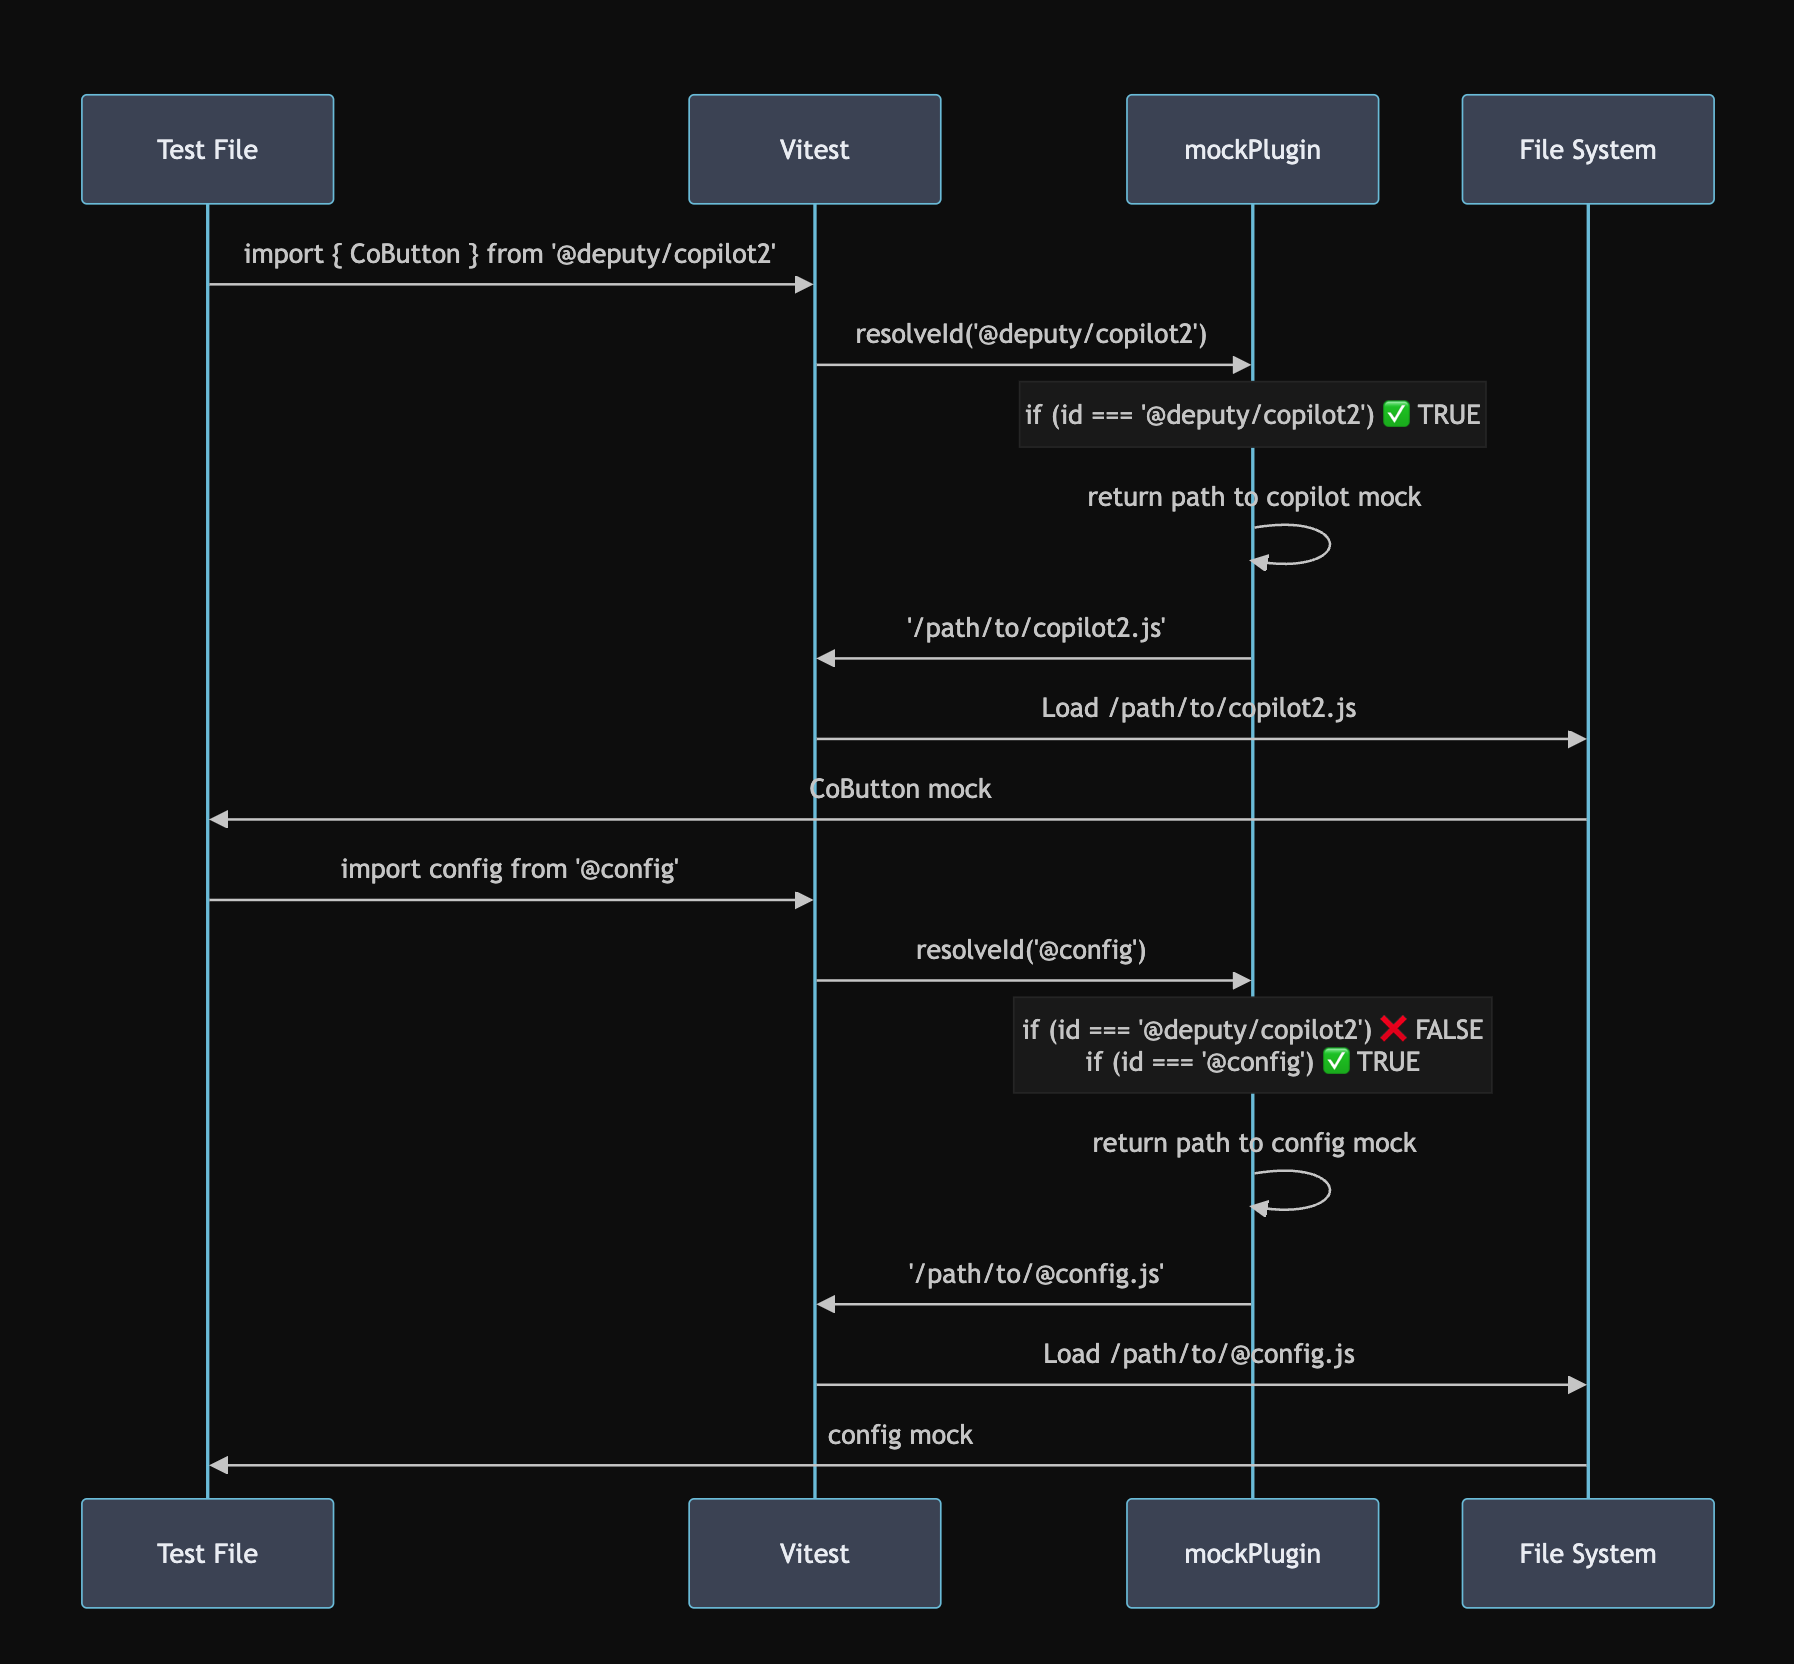 Test File
Vitest
mockPlugin
File System
import { CoButton } from '@deputy/copilot2'
resolveId('@deputy/copilot2')
if (id === '@deputy/copilot2') ✅ TRUE
return path to copilot mock
'/path/to/copilot2.js'
Load /path/to/copilot2.js
CoButton mock
import config from '@config'
resolveId('@config')
if (id === '@deputy/copilot2') ❌ FALSE
if (id === '@config') ✅ TRUE
return path to config mock
'/path/to/@config.js'
Load /path/to/@config.js
config mock
Test File
Vitest
mockPlugin
File System